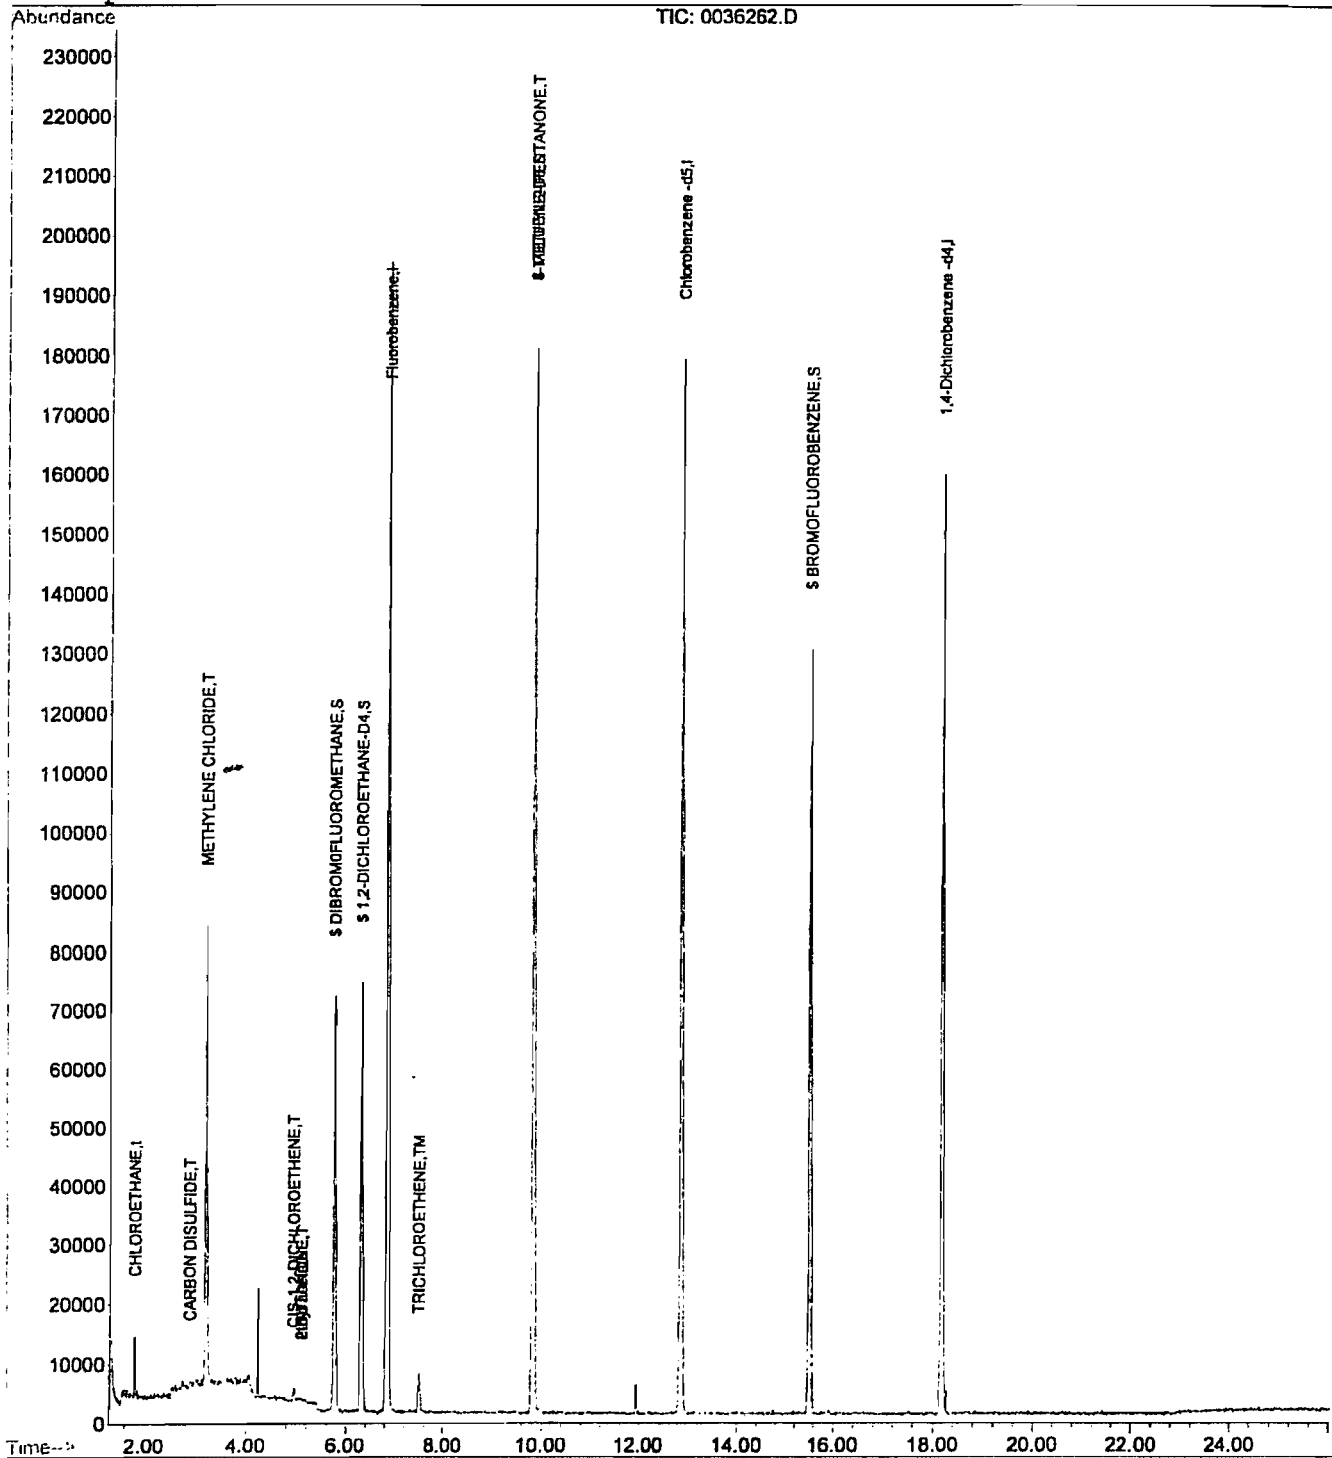 Abundance
TIC: 0036262.D
230000
220000
210000
200000
190000
180000
170000
160000
150000
140000
130000
120000
110000
100000
90000
80000
70000
60000
50000
40000
30000
20000
10000
0
CHLOROETHANE,t
CARBON DISULFIDE,T
METHYLENE CHLORIDE,T
CIS-1,2-DICHLOROETHENE,T
$ DIBROMOFLUOROMETHANE,S
$ 1,2-DICHLOROETHANE-D4,S
Fluorobenzene,I
TRICHLOROETHENE,TM
Chlorobenzene -d5,I
$ BROMOFLUOROBENZENE,S
1,4-Dichlorobenzene -d4,I
Time-->
2.00 4.00 6.00 8.00 10.00 12.00 14.00 16.00 18.00 20.00 22.00 24.00